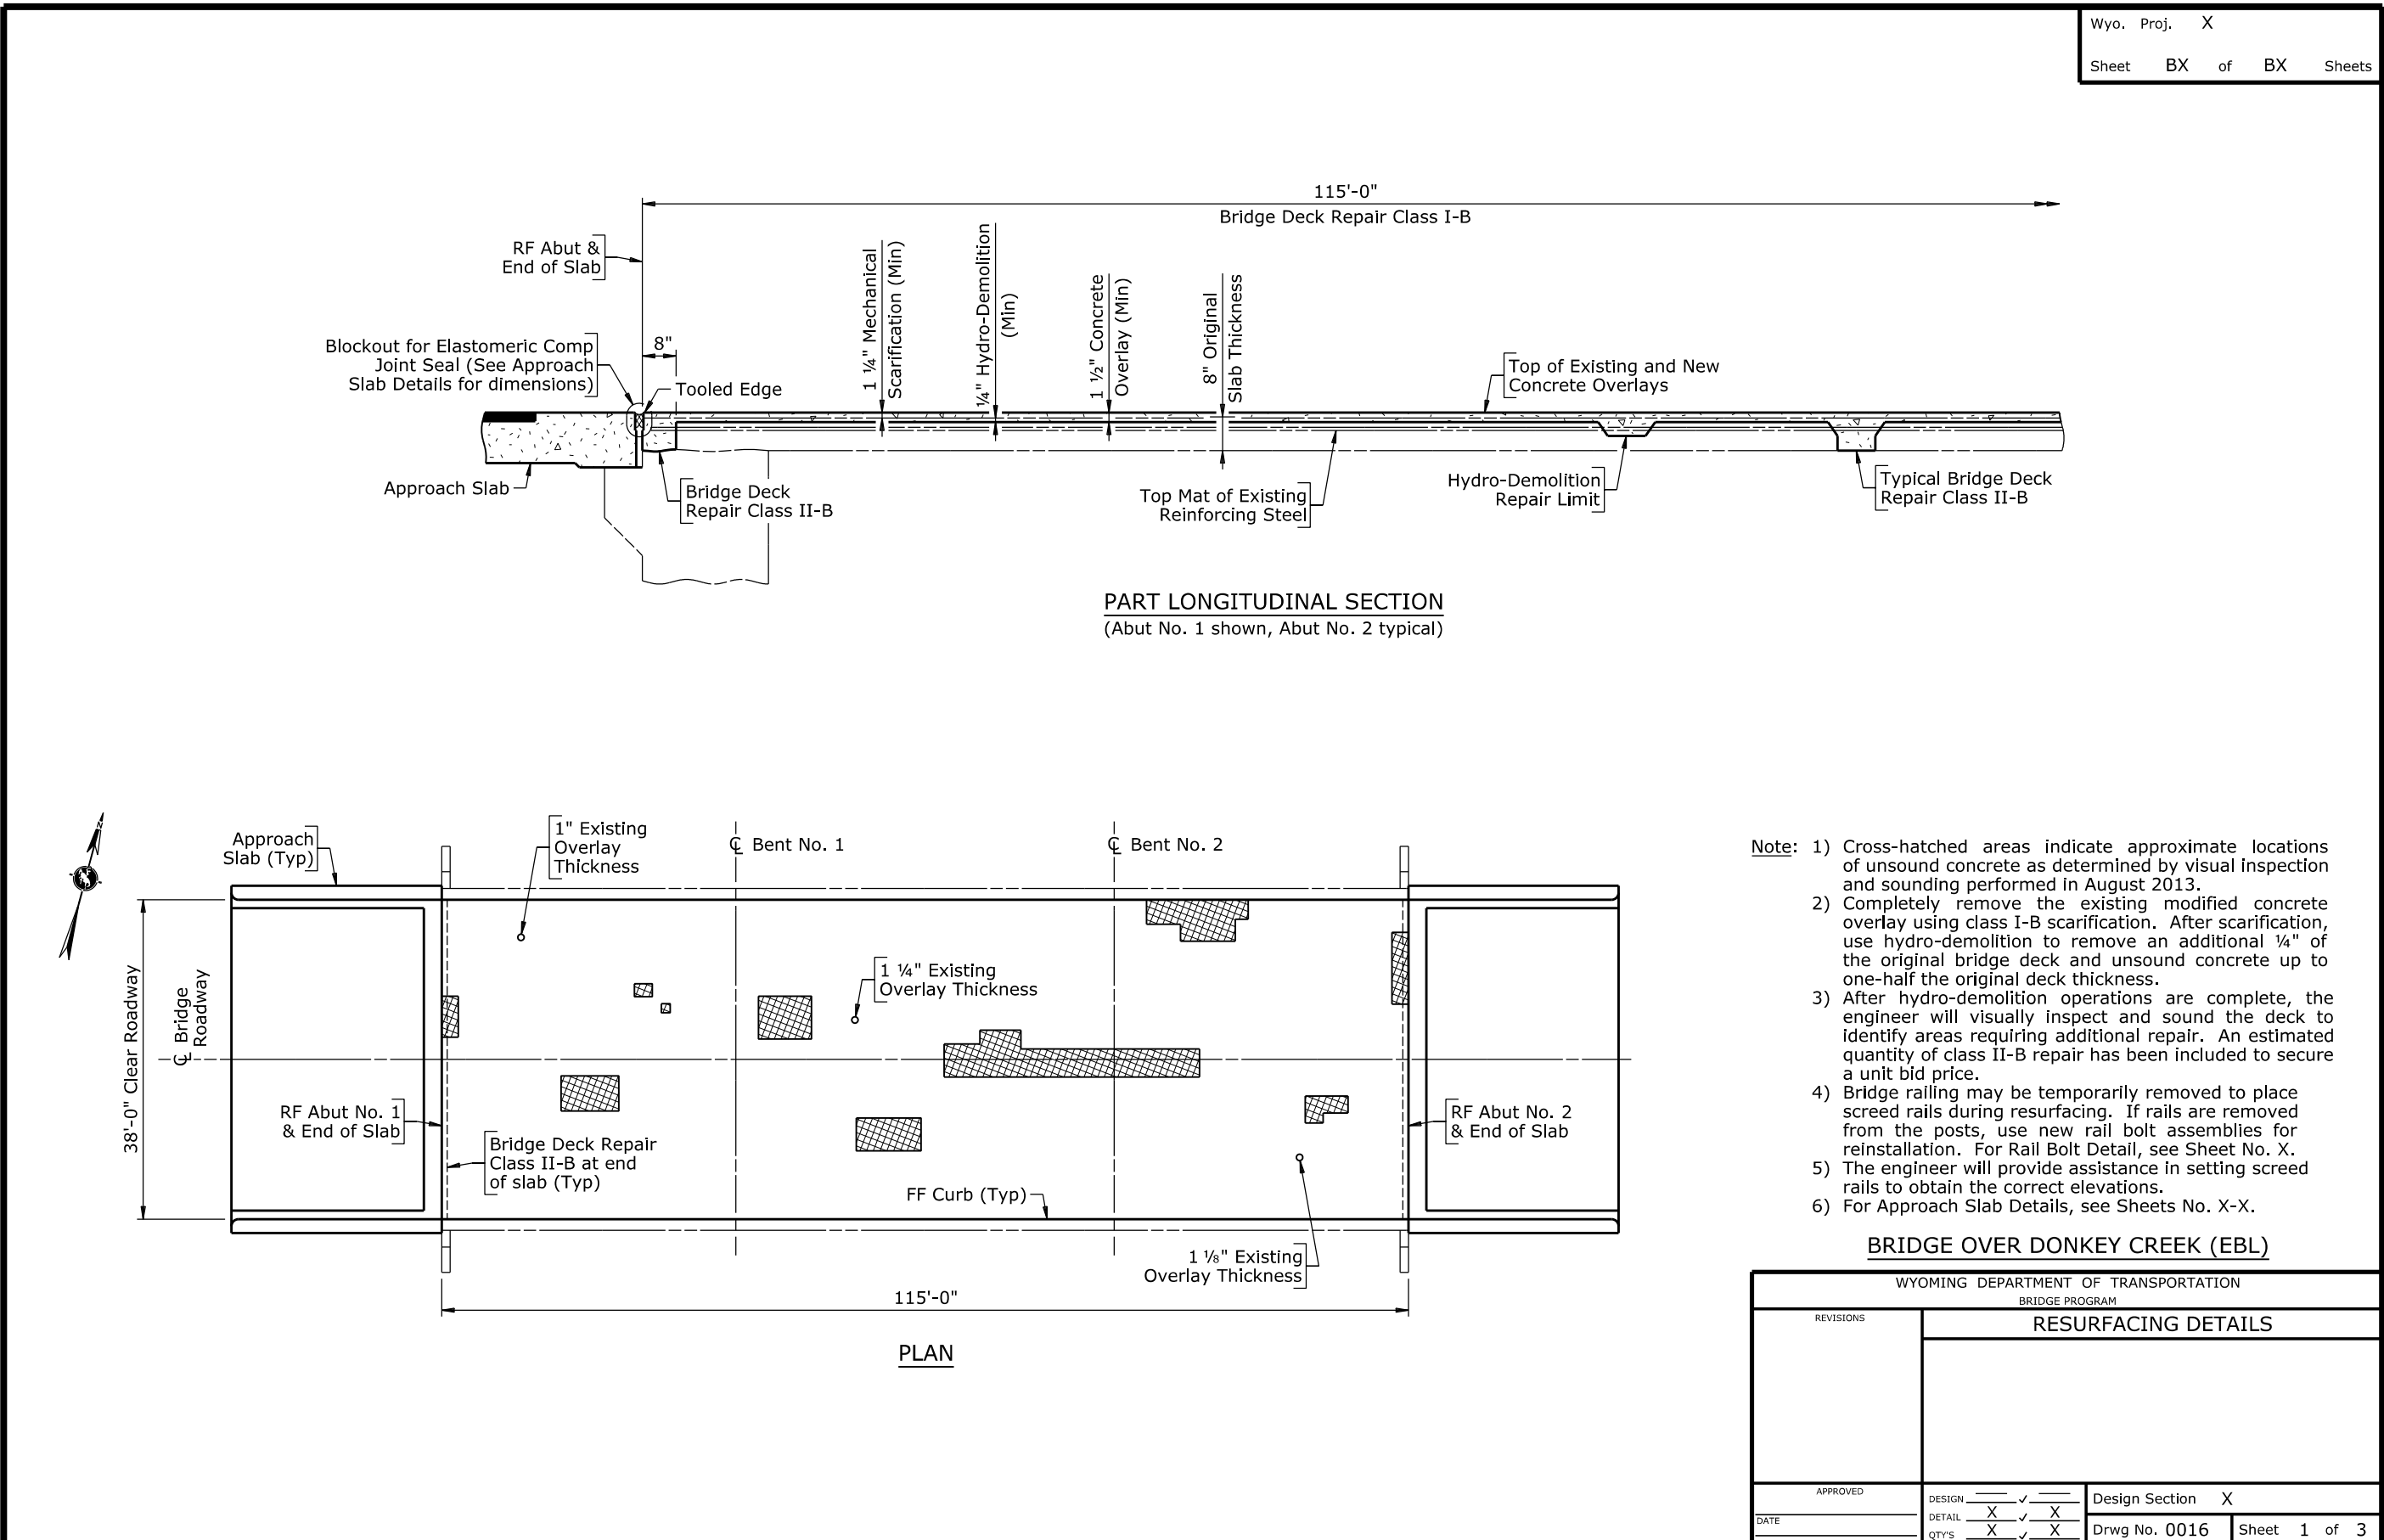 Wyo. Proj. X
Sheet BX of BX Sheets
115'-0"
Bridge Deck Repair Class I-B
RF Abut &
End of Slab
Blockout for Elastomeric Comp
Joint Seal (See Approach
Slab Details for dimensions)
8"
Tooled Edge
1 ¼" Mechanical
Scarification (Min)
¼" Hydro-Demolition
(Min)
1 ½" Concrete
Overlay (Min)
8" Original
Slab Thickness
Top of Existing and New
Concrete Overlays
Approach Slab
Bridge Deck
Repair Class II-B
Top Mat of Existing
Reinforcing Steel
Hydro-Demolition
Repair Limit
Typical Bridge Deck
Repair Class II-B
PART LONGITUDINAL SECTION
(Abut No. 1 shown, Abut No. 2 typical)
N
Approach
Slab (Typ)
1" Existing
Overlay
Thickness
℄ Bent No. 1
℄ Bent No. 2
38'-0" Clear Roadway
℄ Bridge
Roadway
1 ¼" Existing
Overlay Thickness
RF Abut No. 1
& End of Slab
Bridge Deck Repair
Class II-B at end
of slab (Typ)
FF Curb (Typ)
RF Abut No. 2
& End of Slab
1 ⅛" Existing
Overlay Thickness
115'-0"
PLAN
Note: 1) Cross-hatched areas indicate approximate locations
of unsound concrete as determined by visual inspection
and sounding performed in August 2013.
2) Completely remove the existing modified concrete
overlay using class I-B scarification. After scarification,
use hydro-demolition to remove an additional ¼" of
the original bridge deck and unsound concrete up to
one-half the original deck thickness.
3) After hydro-demolition operations are complete, the
engineer will visually inspect and sound the deck to
identify areas requiring additional repair. An estimated
quantity of class II-B repair has been included to secure
a unit bid price.
4) Bridge railing may be temporarily removed to place
screed rails during resurfacing. If rails are removed
from the posts, use new rail bolt assemblies for
reinstallation. For Rail Bolt Detail, see Sheet No. X.
5) The engineer will provide assistance in setting screed
rails to obtain the correct elevations.
6) For Approach Slab Details, see Sheets No. X-X.
BRIDGE OVER DONKEY CREEK (EBL)
WYOMING DEPARTMENT OF TRANSPORTATION
BRIDGE PROGRAM
REVISIONS
RESURFACING DETAILS
APPROVED
DATE
DESIGN ✓
DETAIL X ✓ X
QTY'S X ✓ X
Design Section X
Drwg No. 0016
Sheet 1 of 3